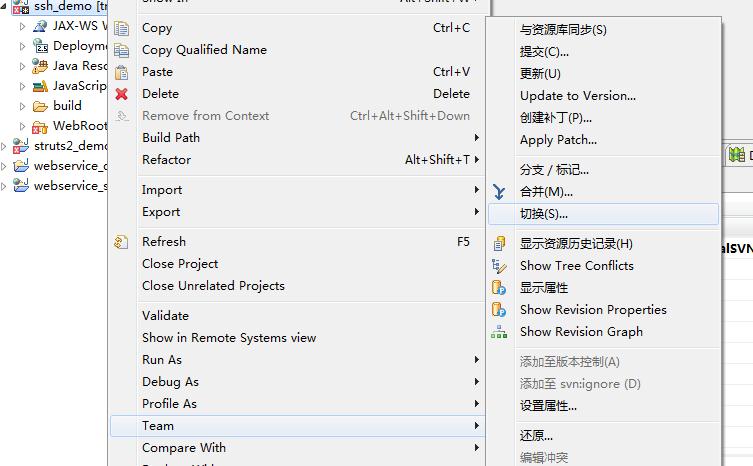 ssh_demo [t
JAX-WS W
Deploym
Java Reso
JavaScrip
build
WebRoot
struts2_demo
webservice_c
webservice_s
Copy Ctrl+C
Copy Qualified Name
Paste Ctrl+V
Delete Delete
Remove from Context Ctrl+Alt+Shift+Down
Build Path
Refactor Alt+Shift+T
Import
Export
Refresh F5
Close Project
Close Unrelated Projects
Validate
Show in Remote Systems view
Run As
Debug As
Profile As
Team
Compare With
与资源库同步(S)
提交(C)...
更新(U)
Update to Version...
创建补丁(P)...
Apply Patch...
分支 / 标记...
合并(M)...
切换(S)...
显示资源历史记录(H)
Show Tree Conflicts
显示属性
Show Revision Properties
Show Revision Graph
添加至版本控制(A)
添加至 svn:ignore (D)
设置属性...
还原...
编辑冲突
alSVN